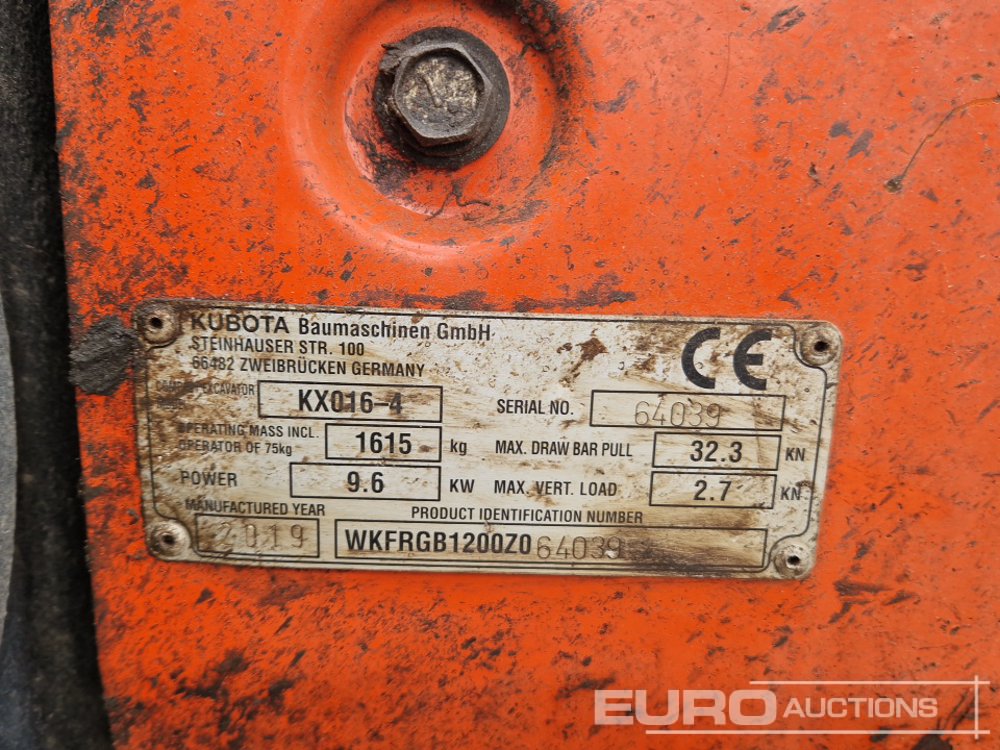 KUBOTA Baumaschinen GmbH
STEINHAUSER STR. 100
66482 ZWEIBRÜCKEN GERMANY
CE
COMPACT EXCAVATOR KX016-4 SERIAL NO. 64039
OPERATING MASS INCL. OPERATOR OF 75kg 1615 kg MAX. DRAW BAR PULL 32.3 KN
POWER 9.6 KW MAX. VERT. LOAD 2.7 KN
MANUFACTURED YEAR PRODUCT IDENTIFICATION NUMBER
2019 WKFRGB1200Z064039
EURO AUCTIONS